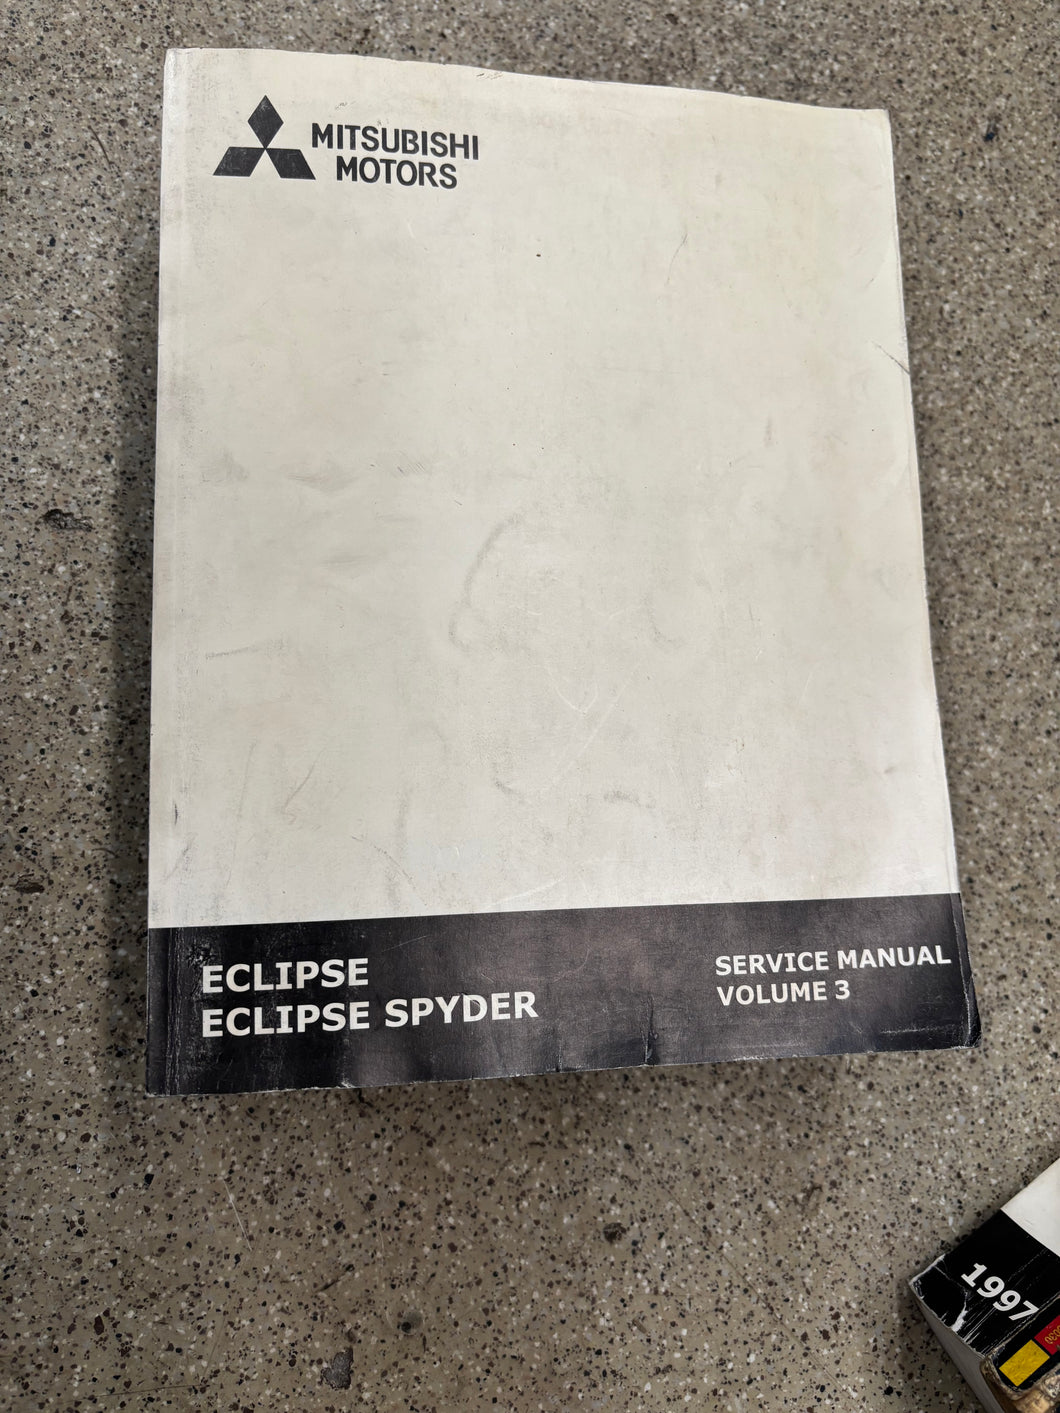 MITSUBISHI
MOTORS
ECLIPSE
ECLIPSE SPYDER
SERVICE MANUAL
VOLUME 3
1997